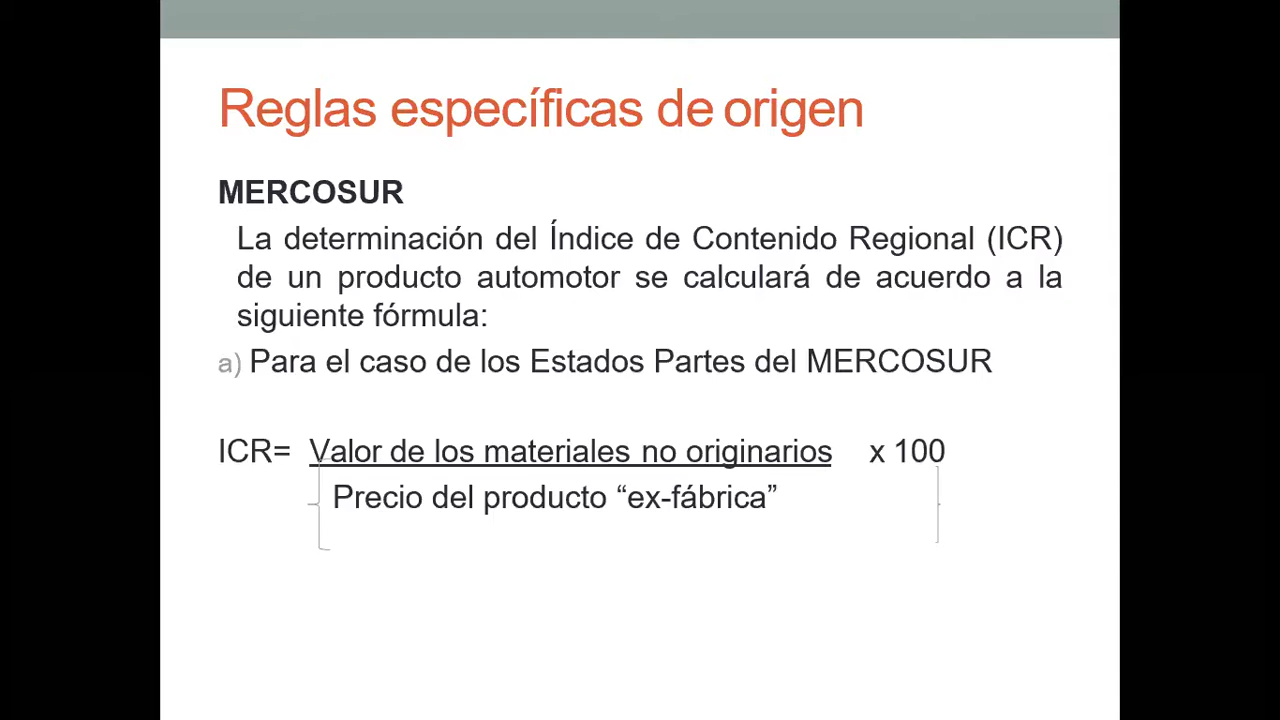 Reglas específicas de origen
MERCOSUR
La determinación del Índice de Contenido Regional (ICR)
de un producto automotor se calculará de acuerdo a la
siguiente fórmula:
a) Para el caso de los Estados Partes del MERCOSUR
ICR= Valor de los materiales no originarios x 100
Precio del producto “ex-fábrica”